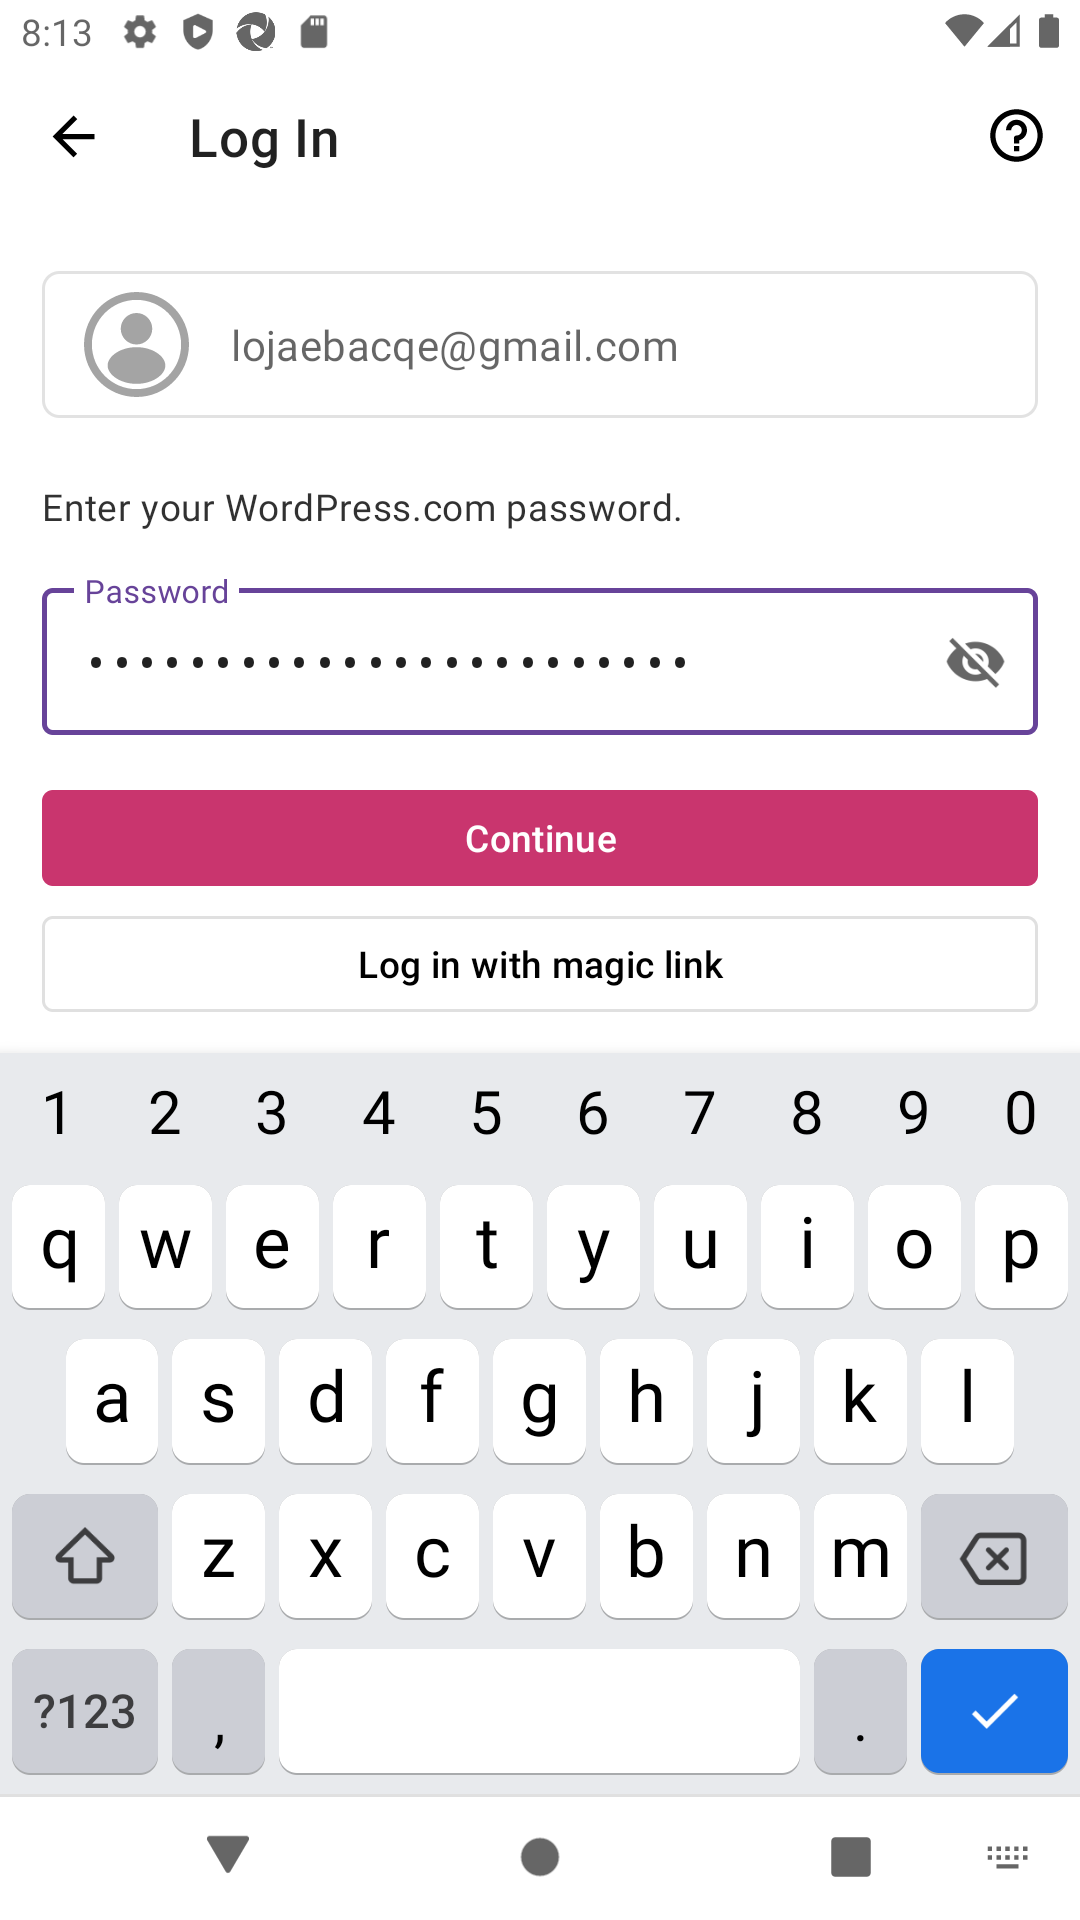 8:13
Log In
lojaebacqe@gmail.com
Enter your WordPress.com password.
Password
••••••••••••••••••••••••
Continue
Log in with magic link
1 2 3 4 5 6 7 8 9 0
q w e r t y u i o p
a s d f g h j k l
z x c v b n m
?123 , .